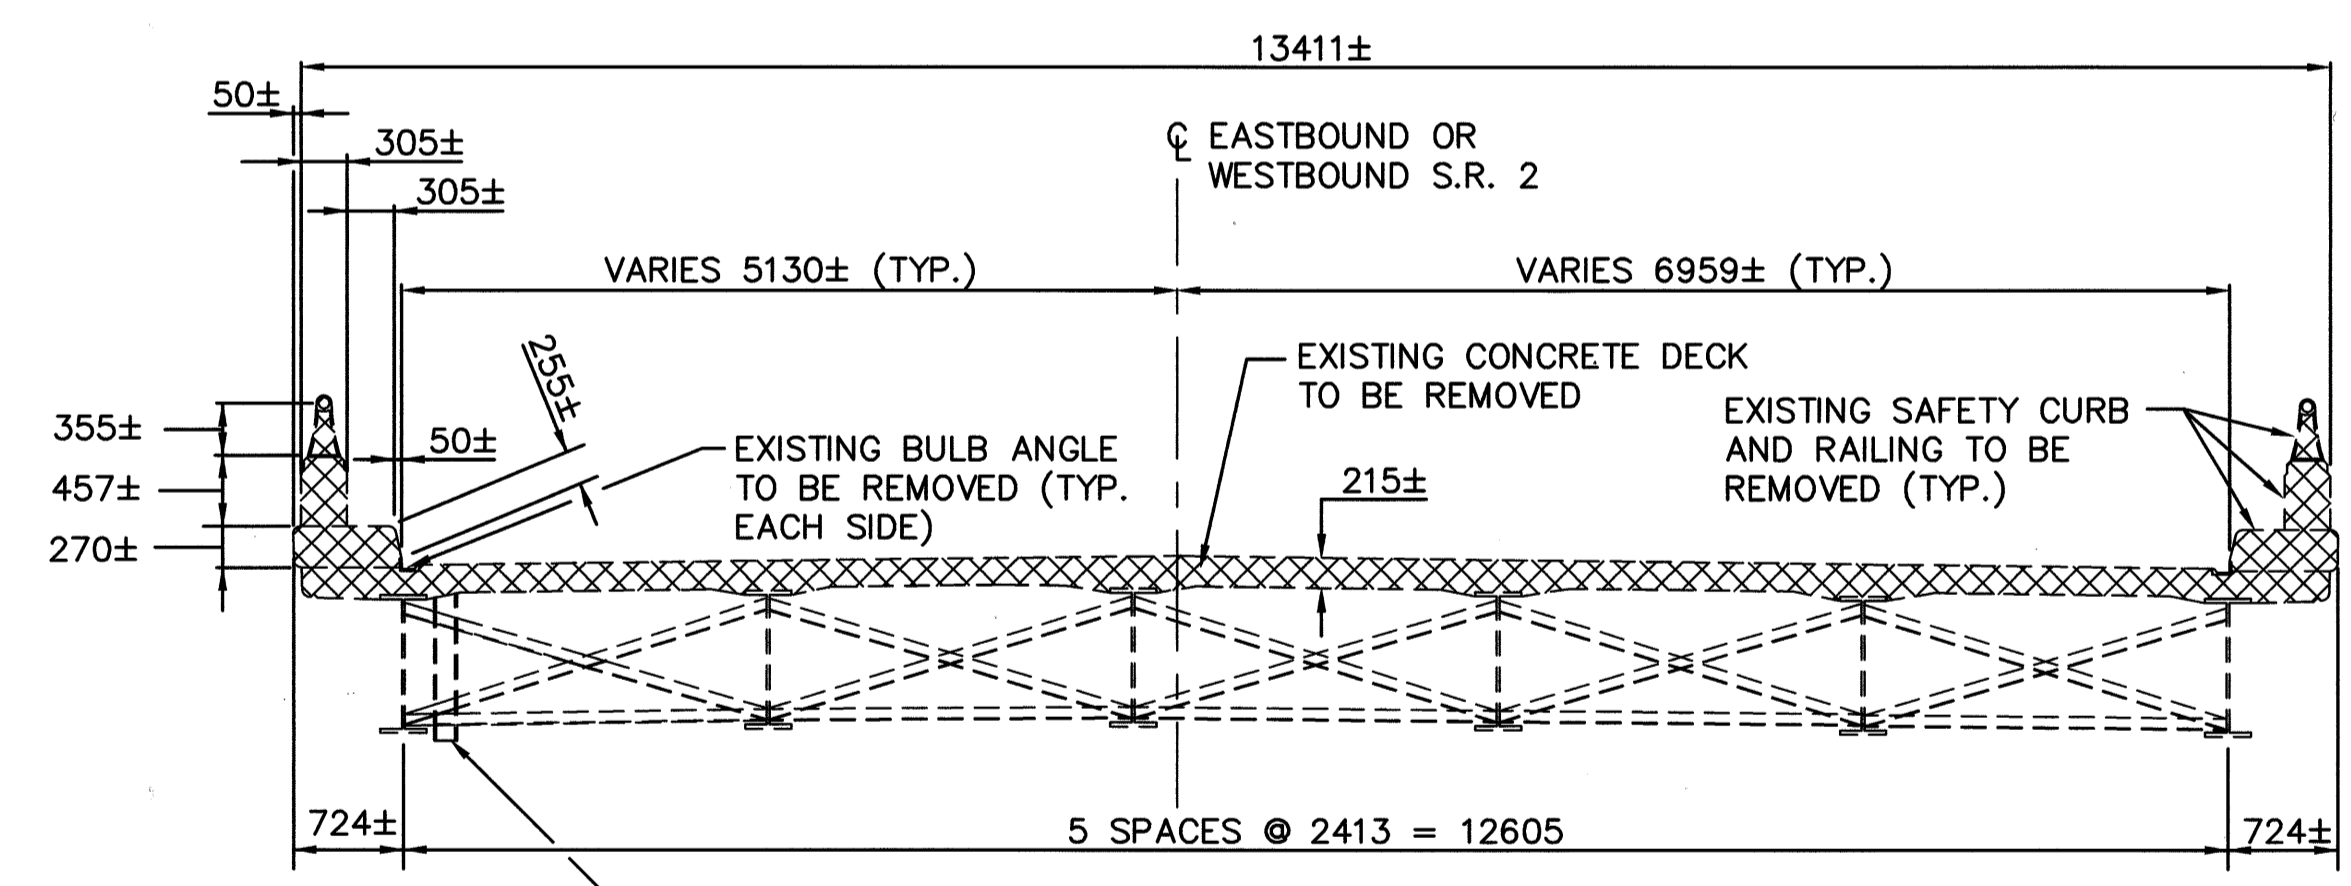 13411±
50±
305±
305±
℄ EASTBOUND OR
WESTBOUND S.R. 2
VARIES 5130± (TYP.)
VARIES 6959± (TYP.)
255±
EXISTING CONCRETE DECK
TO BE REMOVED
355±
457±
270±
50±
EXISTING BULB ANGLE
TO BE REMOVED (TYP.
EACH SIDE)
215±
EXISTING SAFETY CURB
AND RAILING TO BE
REMOVED (TYP.)
724±
5 SPACES @ 2413 = 12605
724±